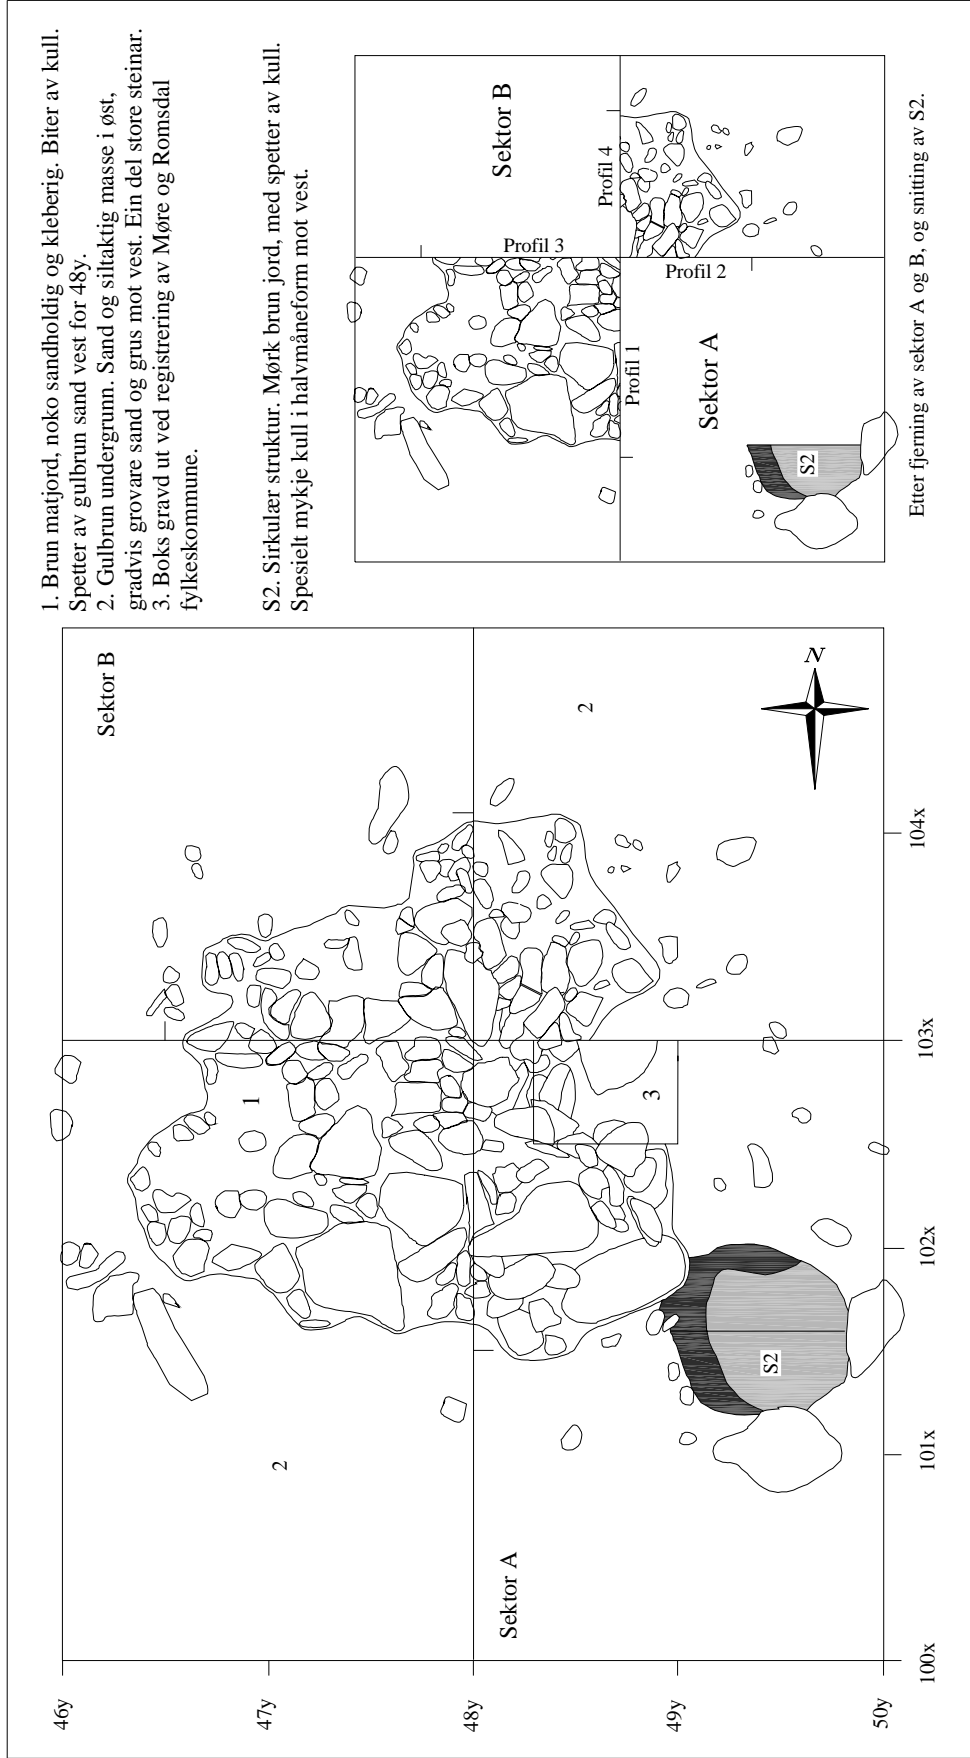 1. Brun matjord, noko sandholdig og kleberig. Biter av kull.
Spetter av gulbrun sand vest for 48y.
2. Gulbrun undergrunn. Sand og siltaktig masse i øst,
gradvis grovare sand og grus mot vest. Ein del store steinar.
3. Boks gravd ut ved registrering av Møre og Romsdal
fylkeskommune.
S2. Sirkulær struktur. Mørk brun jord, med spetter av kull.
Spesielt mykje kull i halvmåneform mot vest.
46y
47y
48y
49y
50y
100x
101x
102x
103x
104x
Sektor B
Sektor A
1
2
2
3
S2
N
Sektor B
Sektor A
Profil 3
Profil 4
Profil 1
Profil 2
S2
Etter fjerning av sektor A og B, og snitting av S2.